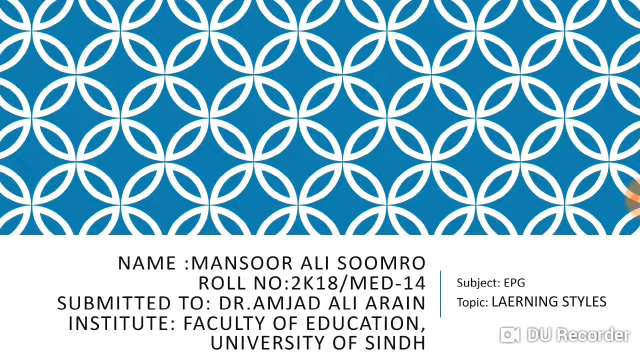 NAME :MANSOOR ALI SOOMRO
ROLL NO:2K18/MED-14
SUBMITTED TO: DR.AMJAD ALI ARAIN
INSTITUTE: FACULTY OF EDUCATION,
UNIVERSITY OF SINDH
Subject: EPG
Topic: LAERNING STYLES
DU Recorder